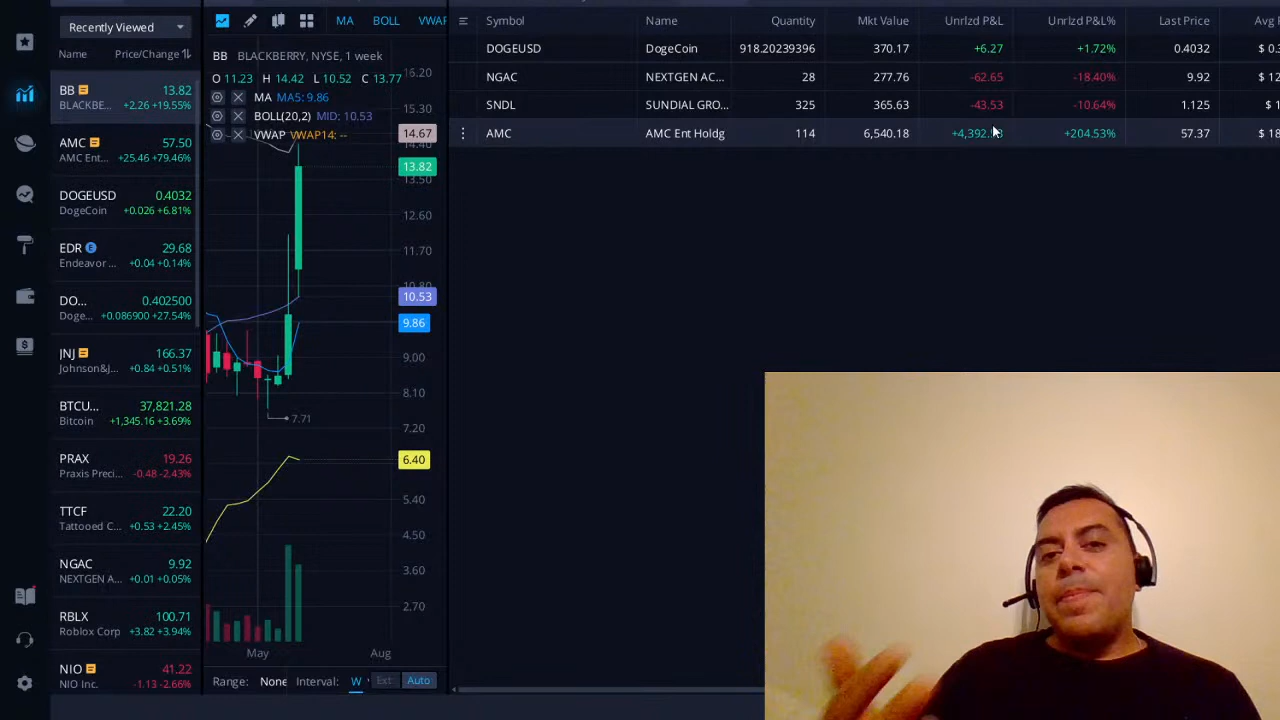 Recently Viewed
Name Price/Change
BB 13.82
BLACKBE... +2.26 +19.55%
AMC 57.50
AMC Ent... +25.46 +79.46%
DOGEUSD 0.4032
DogeCoin +0.026 +6.81%
EDR E 29.68
Endeavor ... +0.04 +0.14%
DO... 0.402500
Doge... +0.086900 +27.54%
JNJ 166.37
Johnson&J... +0.84 +0.51%
BTCU... 37,821.28
Bitcoin +1,345.16 +3.69%
PRAX 19.26
Praxis Preci... -0.48 -2.43%
TTCF 22.20
Tattooed C... +0.53 +2.45%
NGAC 9.92
NEXTGEN A... +0.01 +0.05%
RBLX 100.71
Roblox Corp +3.82 +3.94%
NIO 41.22
NIO Inc. -1.13 -2.66%
MA BOLL VWAP
BB BLACKBERRY, NYSE, 1 week
O 11.23 H 14.42 L 10.52 C 13.77
MA MA5: 9.86
BOLL(20,2) MID: 10.53
VWAP VWAP14: --
16.20
15.30
14.67
14.40
13.82
13.50
12.60
11.70
10.80
10.53
9.86
9.00
8.10
7.71
7.20
6.40
5.40
4.50
3.60
2.70
May Aug
Range: None Interval: W Ext Auto
Symbol Name Quantity Mkt Value Unrlzd P&L Unrlzd P&L% Last Price Avg
DOGEUSD DogeCoin 918.20239396 370.17 +6.27 +1.72% 0.4032 $ 0.
NGAC NEXTGEN AC... 28 277.76 -62.65 -18.40% 9.92
SNDL SUNDIAL GRO... 325 365.63 -43.53 -10.64% 1.125
AMC AMC Ent Holdg 114 6,540.18 +204.53% 57.37 $ 18